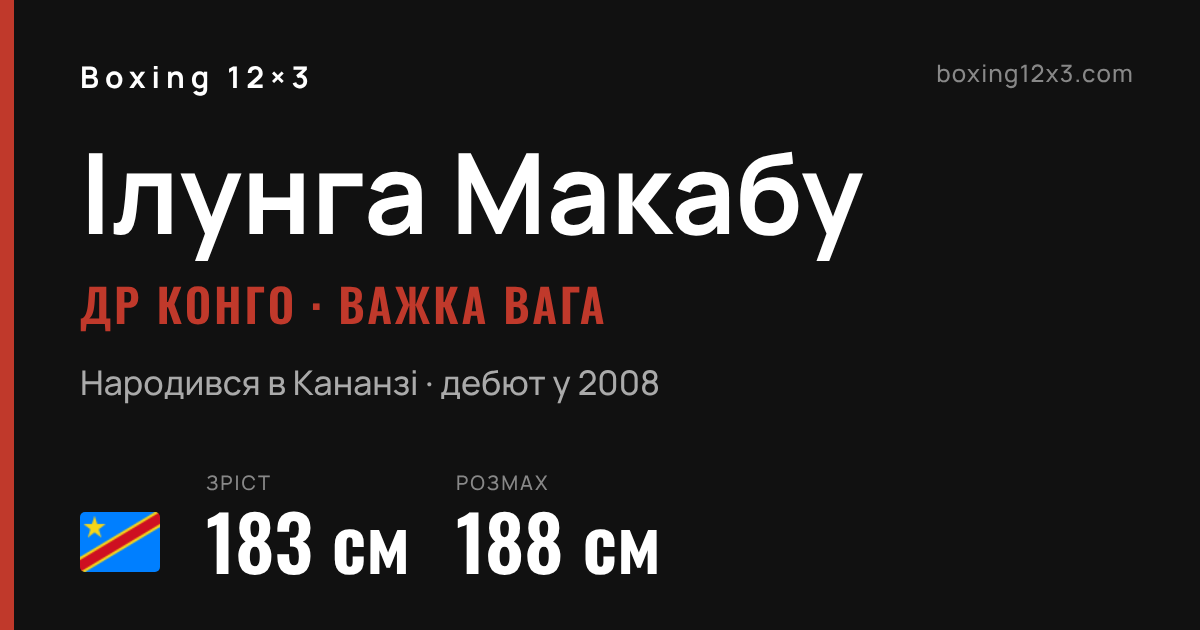 Boxing 12×3
boxing12x3.com
Ілунга Макабу
ДР КОНГО · ВАЖКА ВАГА
Народився в Кананзі · дебют у 2008
ЗРІСТ РОЗМАХ
183 см 188 см